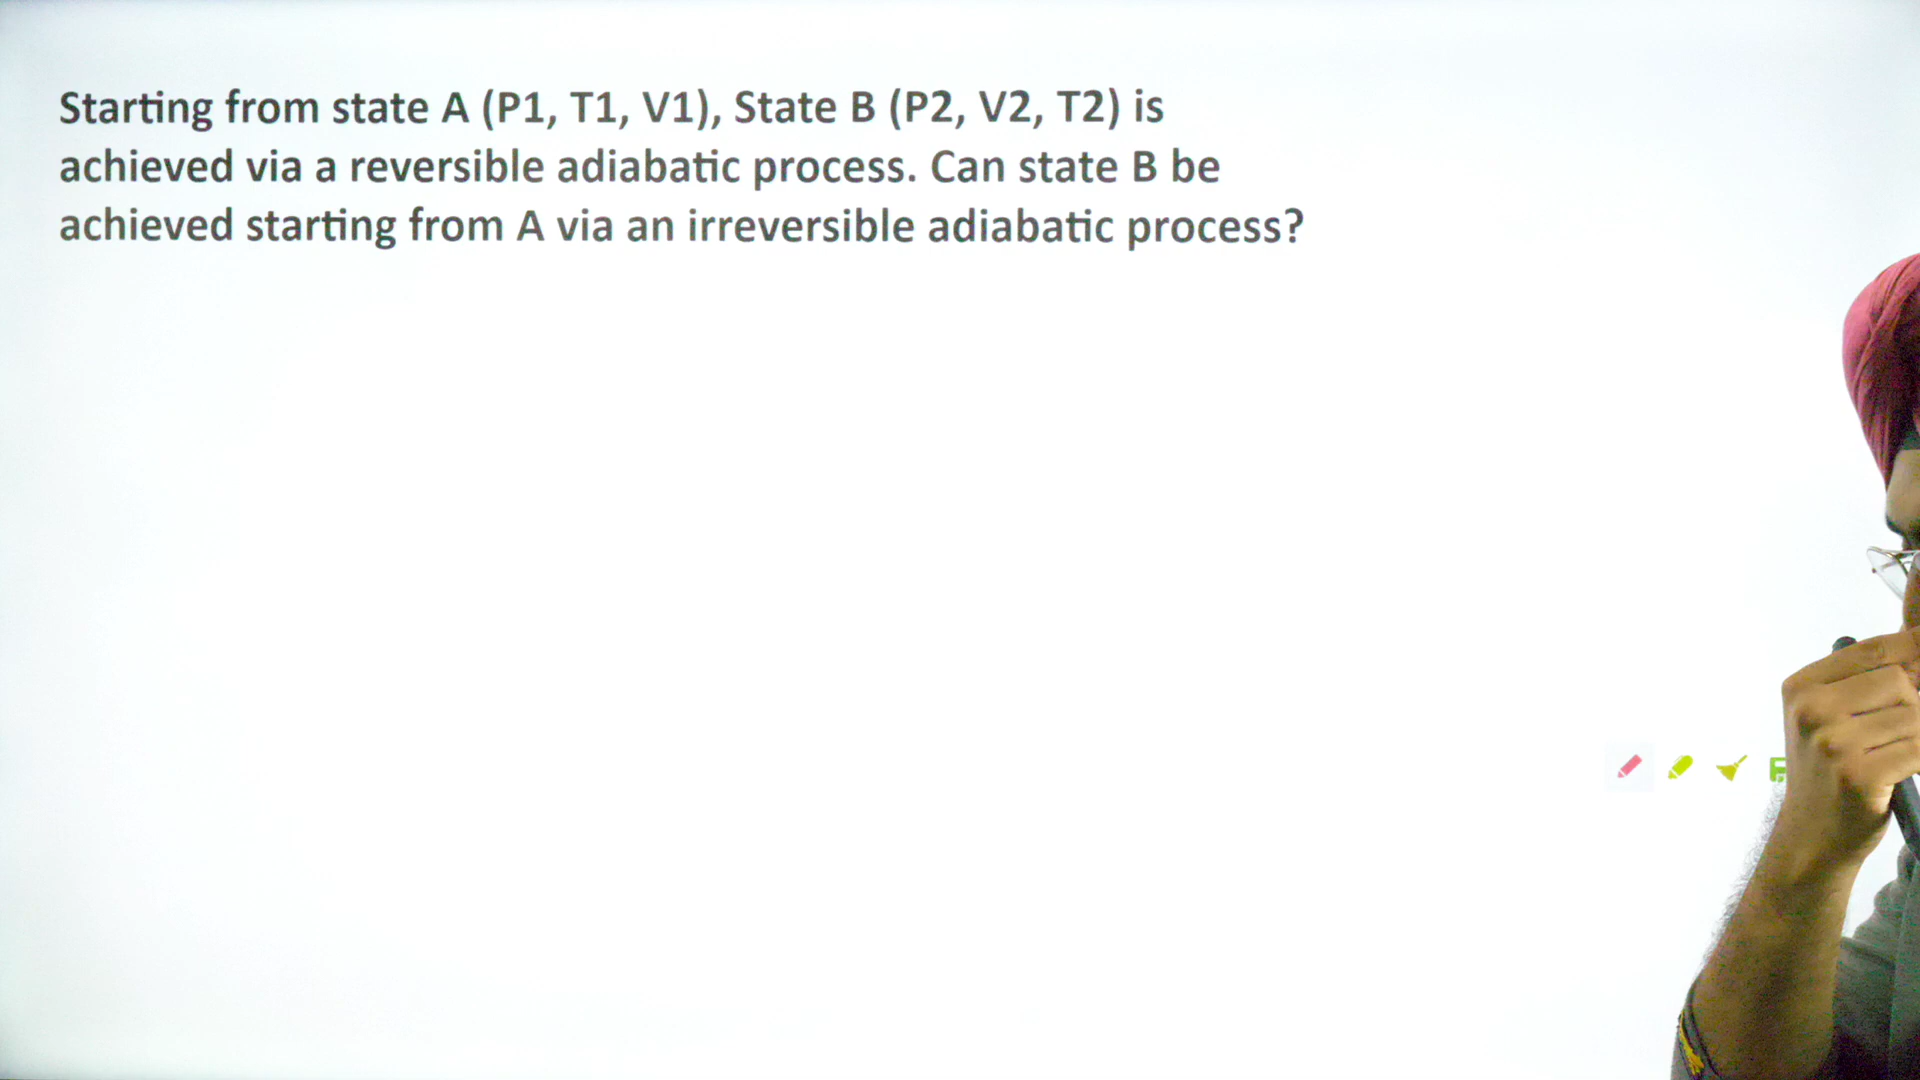 Starting from state A (P1, T1, V1), State B (P2, V2, T2) is
achieved via a reversible adiabatic process. Can state B be
achieved starting from A via an irreversible adiabatic process?